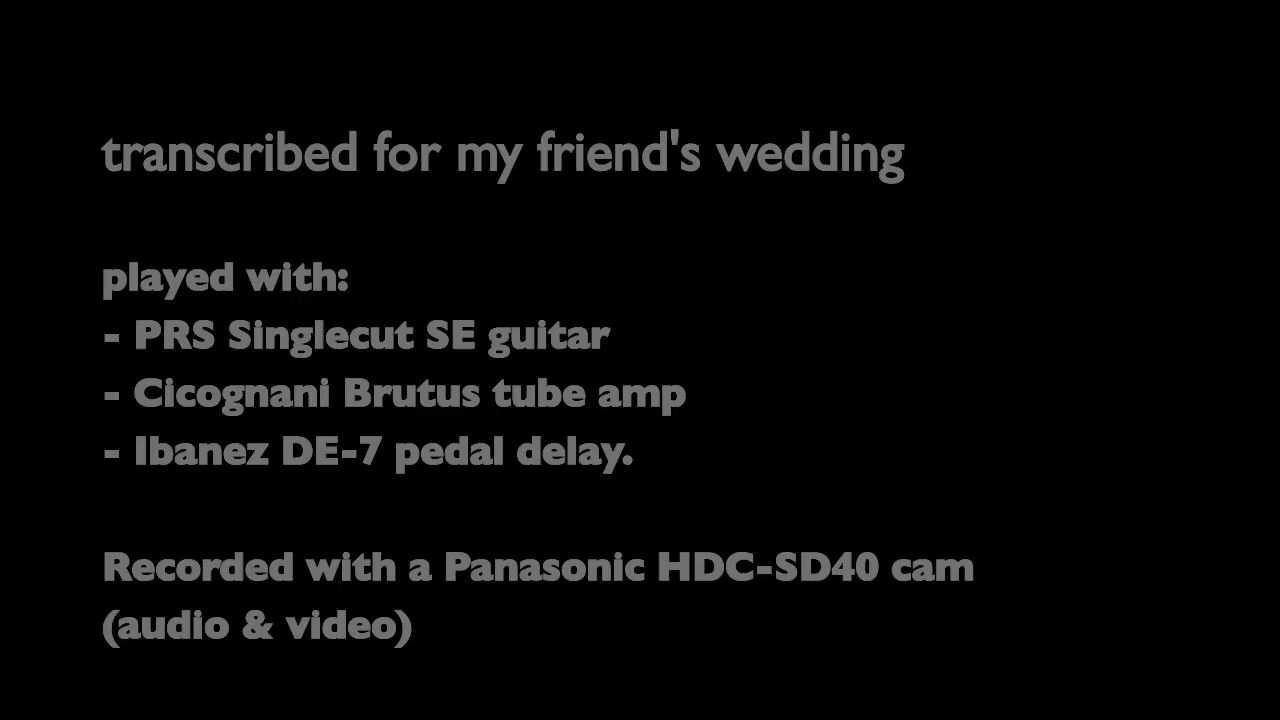 transcribed for my friend's wedding
played with:
- PRS Singlecut SE guitar
- Cicognani Brutus tube amp
- Ibanez DE-7 pedal delay.
Recorded with a Panasonic HDC-SD40 cam
(audio & video)